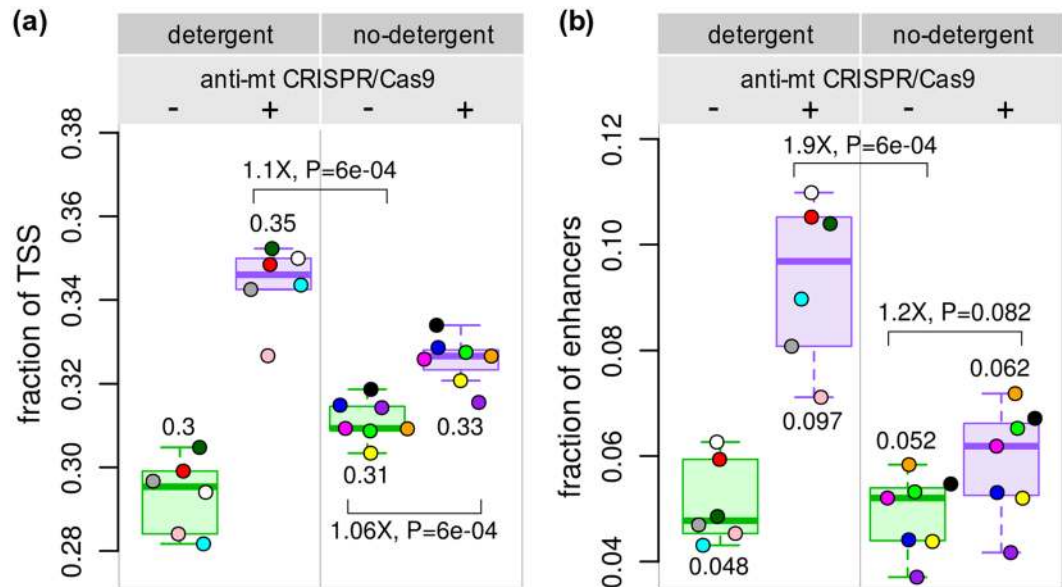 (a)
detergent no-detergent
anti-mt CRISPR/Cas9
- + - +
fraction of TSS
0.38
0.36
0.34
0.32
0.30
0.28
1.1X, P=6e-04
0.35
0.3
0.31
0.33
1.06X, P=6e-04
(b)
detergent no-detergent
anti-mt CRISPR/Cas9
- + - +
fraction of enhancers
0.12
0.10
0.08
0.06
0.04
1.9X, P=6e-04
1.2X, P=0.082
0.062
0.052
0.097
0.048